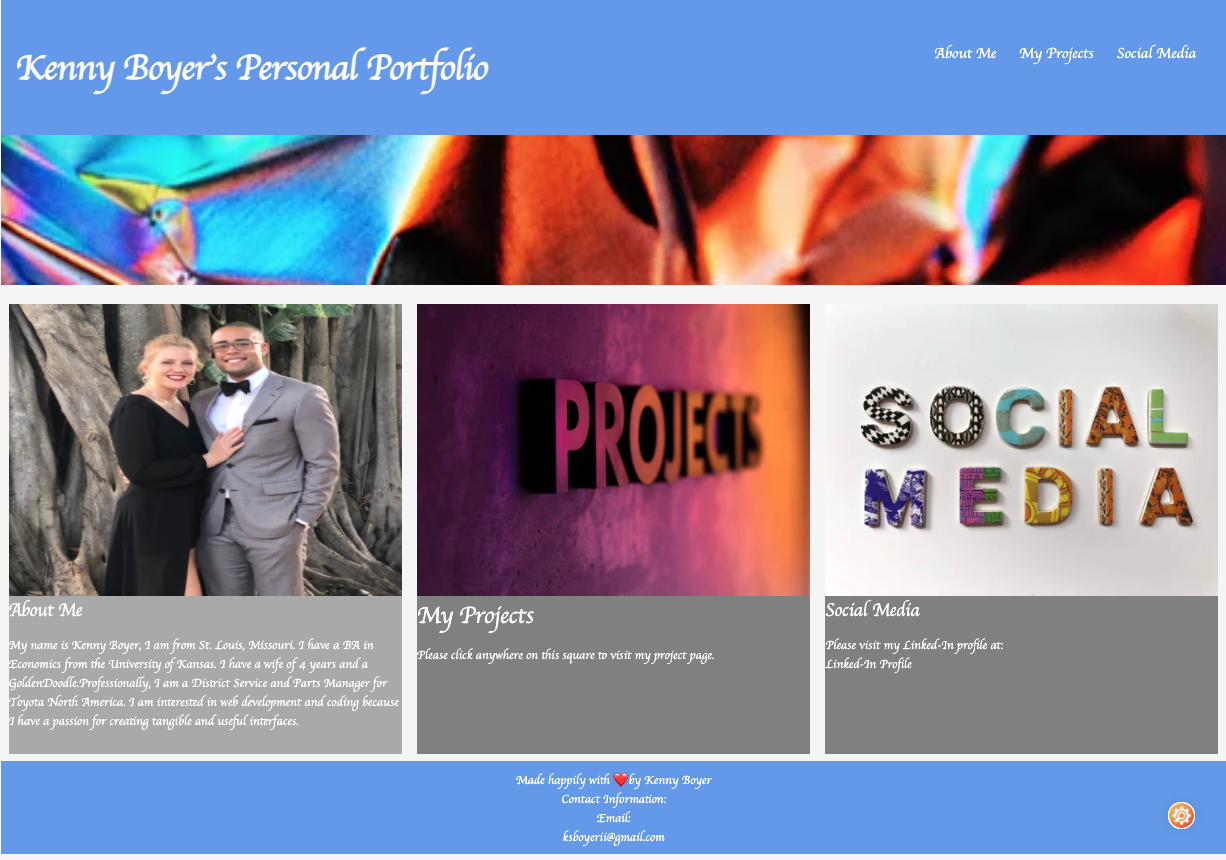 Kenny Boyer's Personal Portfolio
About Me
My Projects
Social Media
PROJECTS
SOCIAL
MEDIA
About Me
My name is Kenny Boyer, I am from St. Louis, Missouri. I have a BA in
Economics from the University of Kansas. I have a wife of 4 years and a
GoldenDoodle.Professionally, I am a District Service and Parts Manager for
Toyota North America. I am interested in web development and coding because
I have a passion for creating tangible and useful interfaces.
My Projects
Please click anywhere on this square to visit my project page.
Social Media
Please visit my Linked-In profile at:
Linked-In Profile
Made happily with ❤️by Kenny Boyer
Contact Information:
Email:
ksboyerii@gmail.com